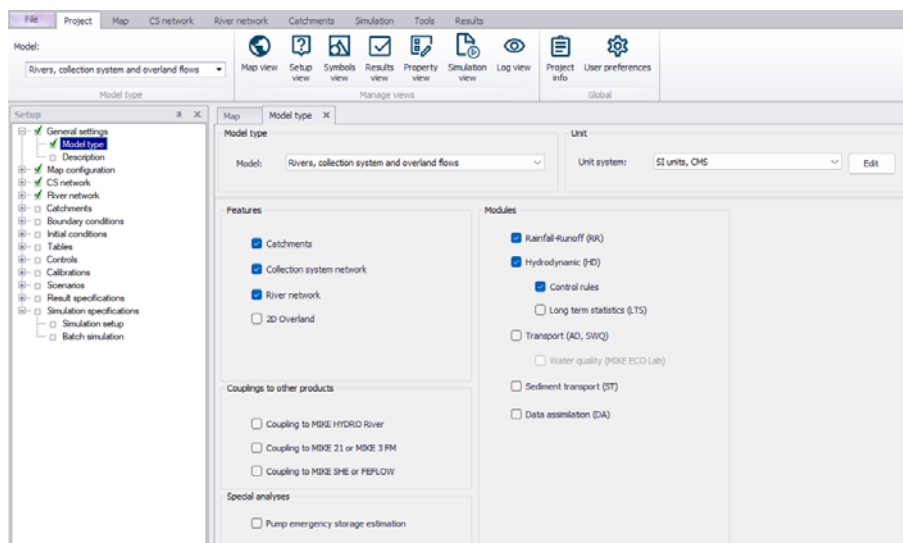 File Project Map CS network River network Catchments Simulation Tools Results
Model:
Rivers, collection system and overland flows
Model type
Map view
Setup view
Symbols view
Results view
Property view
Simulation view
Log view
Manage views
Project info
User preferences
Global
Setup
General settings
Model type
Description
Map configuration
CS network
River network
Catchments
Boundary conditions
Initial conditions
Tables
Controls
Calibrations
Scenarios
Result specifications
Simulation specifications
Simulation setup
Batch simulation
Map Model type
Model type
Model: Rivers, collection system and overland flows
Unit
Unit system: SI units, CMS Edit
Features
Catchments
Collection system network
River network
2D Overland
Modules
Rainfall-Runoff (RR)
Hydrodynamic (HD)
Control rules
Long term statistics (LTS)
Transport (AD, SWQ)
Water quality (MIKE ECO Lab)
Sediment transport (ST)
Data assimilation (DA)
Couplings to other products
Coupling to MIKE HYDRO River
Coupling to MIKE 21 or MIKE 3 FM
Coupling to MIKE SHE or FEFLOW
Special analyses
Pump emergency storage estimation